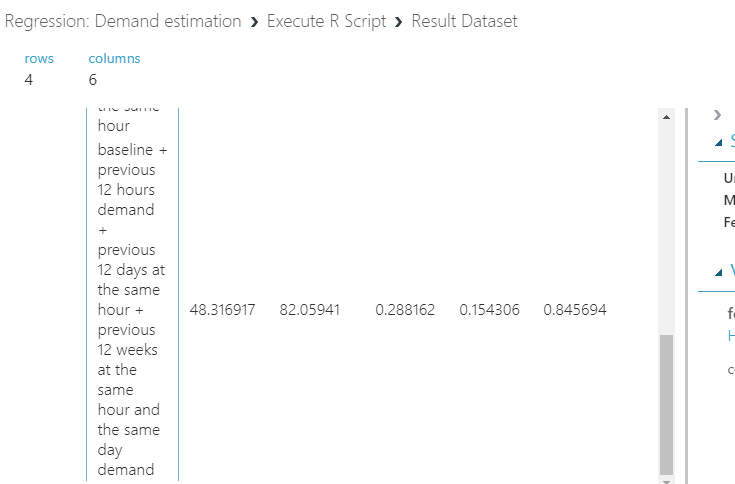 Regression: Demand estimation › Execute R Script › Result Dataset
rows columns
4 6
the same
hour
baseline +
previous
12 hours
demand
+
previous
12 days at
the same
hour +
previous
12 weeks
at the
same
hour and
the same
day
demand
48.316917 82.05941 0.288162 0.154306 0.845694